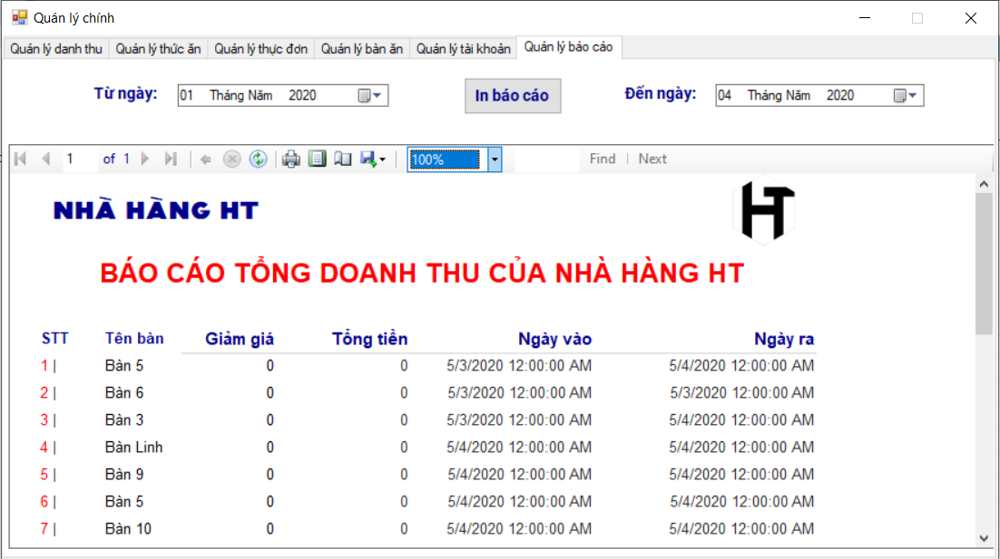 Quản lý chính
Quản lý danh thu Quản lý thức ăn Quản lý thực đơn Quản lý bàn ăn Quản lý tài khoản Quản lý báo cáo
Từ ngày: 01 Tháng Năm 2020 In báo cáo Đến ngày: 04 Tháng Năm 2020
1 of 1 100% Find | Next
NHÀ HÀNG HT HT
BÁO CÁO TỔNG DOANH THU CỦA NHÀ HÀNG HT
STT Tên bàn Giảm giá Tổng tiền Ngày vào Ngày ra
1 | Bàn 5 0 0 5/3/2020 12:00:00 AM 5/4/2020 12:00:00 AM
2 | Bàn 6 0 0 5/3/2020 12:00:00 AM 5/3/2020 12:00:00 AM
3 | Bàn 3 0 0 5/3/2020 12:00:00 AM 5/4/2020 12:00:00 AM
4 | Bàn Linh 0 0 5/4/2020 12:00:00 AM 5/4/2020 12:00:00 AM
5 | Bàn 9 0 0 5/4/2020 12:00:00 AM 5/4/2020 12:00:00 AM
6 | Bàn 5 0 0 5/4/2020 12:00:00 AM 5/4/2020 12:00:00 AM
7 | Bàn 10 0 0 5/4/2020 12:00:00 AM 5/4/2020 12:00:00 AM